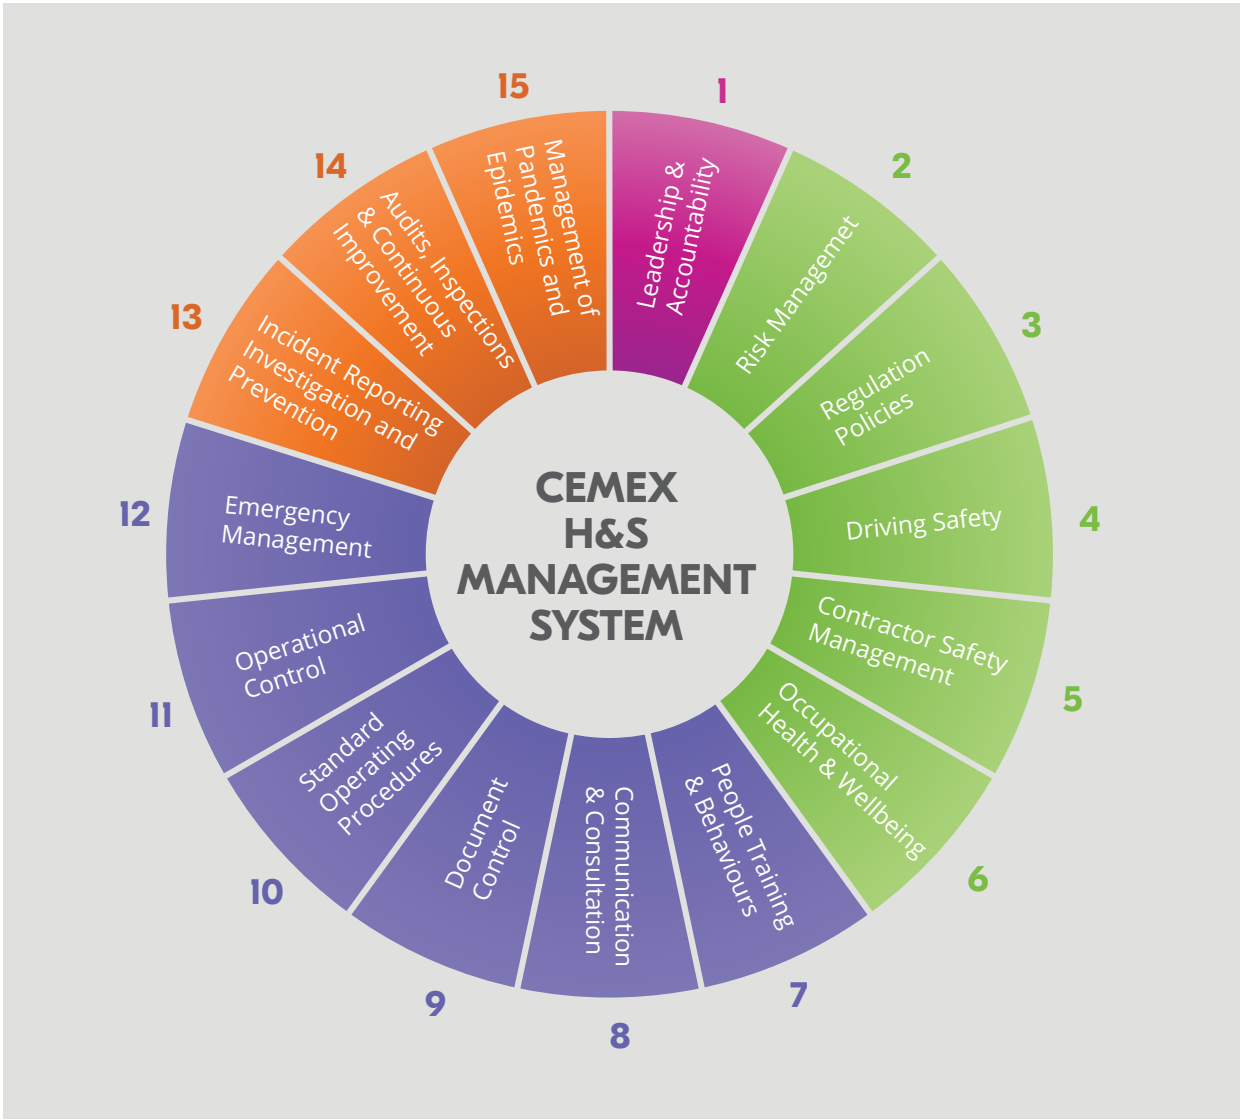 CEMEX
H&S
MANAGEMENT
SYSTEM
1
Leadership &
Accountability
2
Risk Managemet
3
Regulation
Policies
4
Driving Safety
5
Contractor Safety
Management
6
Occupational
Health & Wellbeing
7
People Training
& Behaviours
8
Communication
& Consultation
9
Document
Control
10
Standard
Operating
Procedures
11
Operational
Control
12
Emergency
Management
13
Incident Reporting
Investigation and
Prevention
14
Audits, Inspections
& Continuous
Improvement
15
Management of
Pandemics and
Epidemics